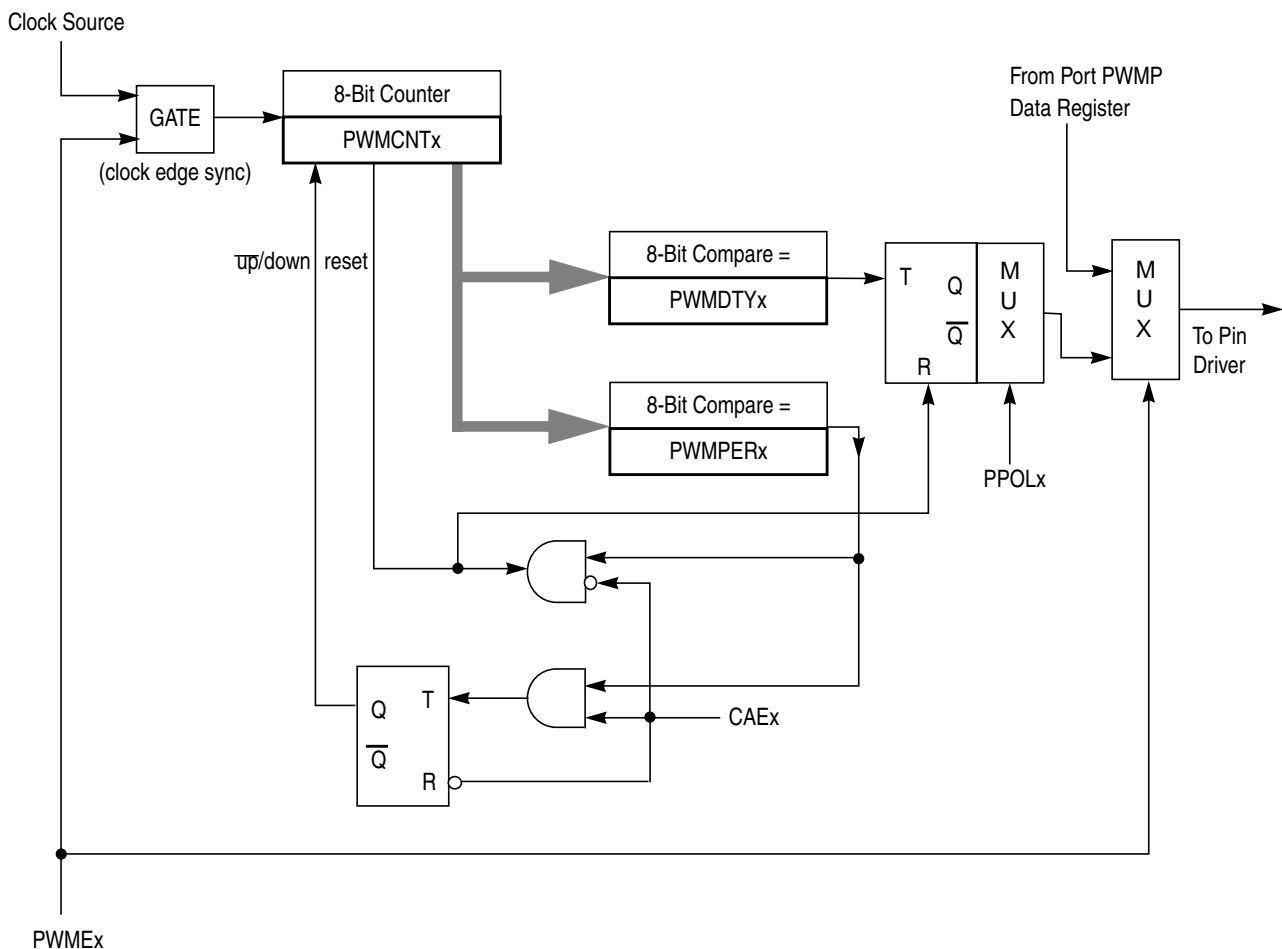 Clock Source
GATE
(clock edge sync)
8-Bit Counter
PWMCNTx
From Port PWMP
Data Register
u̅p̅/down
reset
8-Bit Compare =
PWMDTYx
T
Q
Q̅
R
M
U
X
M
U
X
To Pin
Driver
8-Bit Compare =
PWMPERx
PPOLx
Q
T
Q̅
R
CAEx
PWMEx